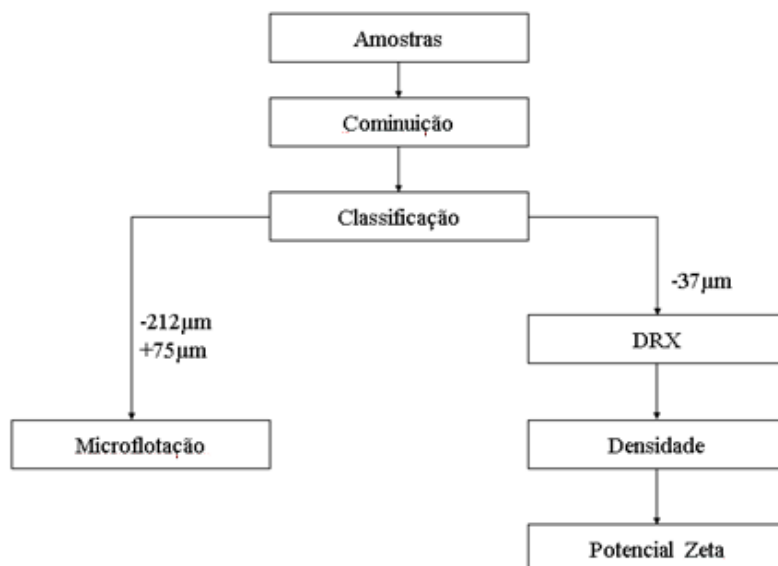 Amostras
Cominuição
Classificação
-212µm
+75µm
-37µm
DRX
Microflotação
Densidade
Potencial Zeta